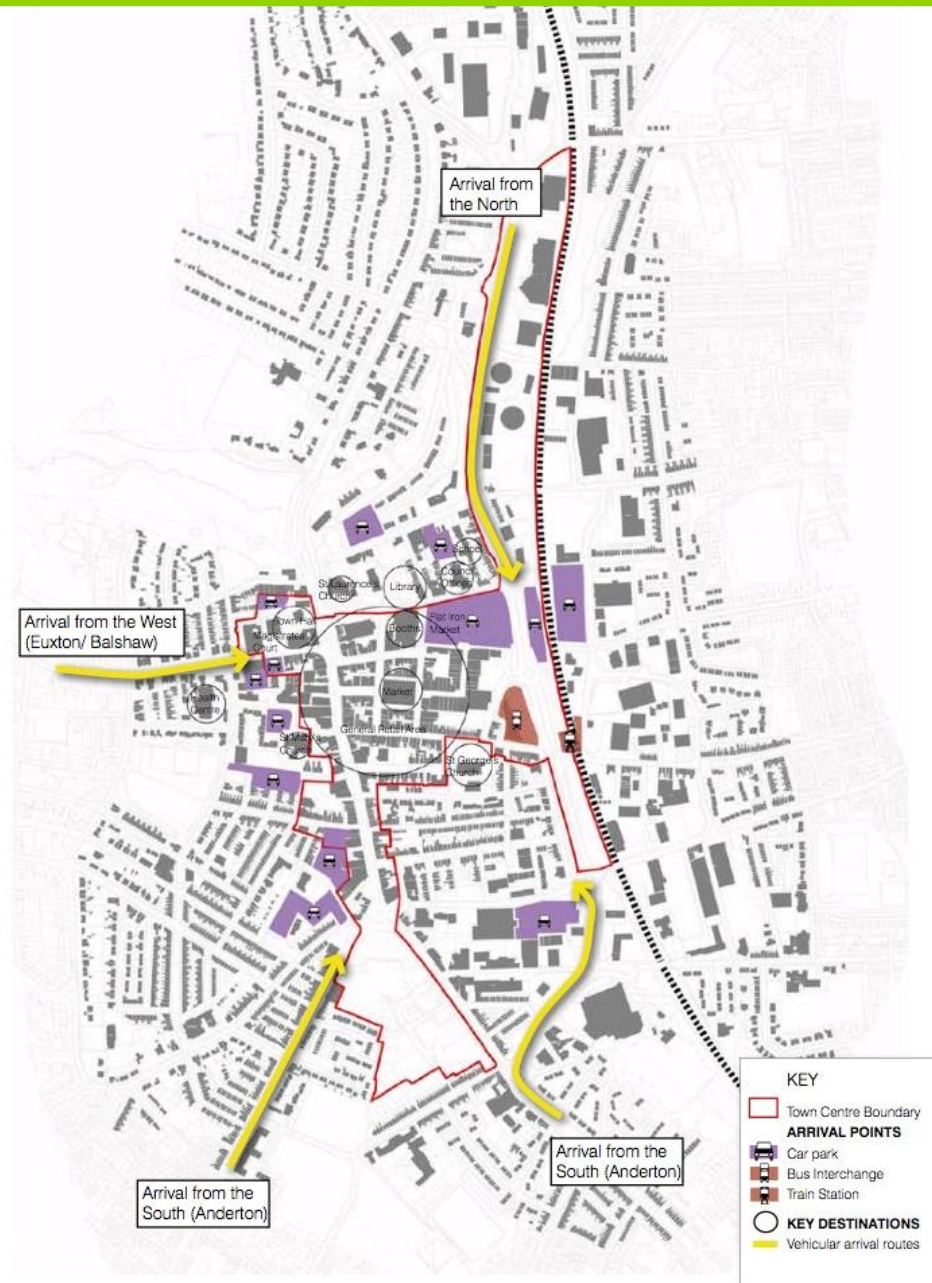 Arrival from
the North
School
Council
Offices
St Laurence's
Church
Library
Arrival from the West
(Euxton/ Balshaw)
Town Hall
Magistrates
Court
Booths
Flat Iron
Market
Health
Centre
Market
General Retail Area
St Mary's
Church
St George's
Church
Arrival from the
South (Anderton)
Arrival from the
South (Anderton)
KEY
Town Centre Boundary
ARRIVAL POINTS
Car park
Bus Interchange
Train Station
KEY DESTINATIONS
Vehicular arrival routes